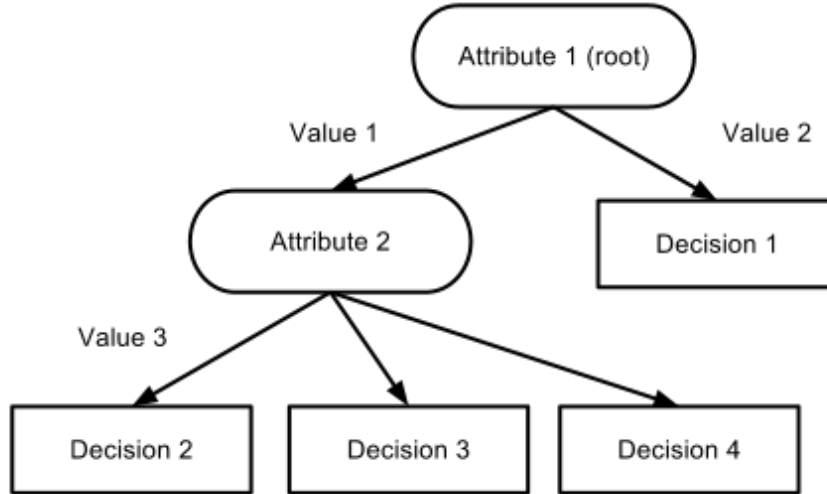 Attribute 1 (root)
Value 1
Value 2
Attribute 2
Decision 1
Value 3
Decision 2
Decision 3
Decision 4